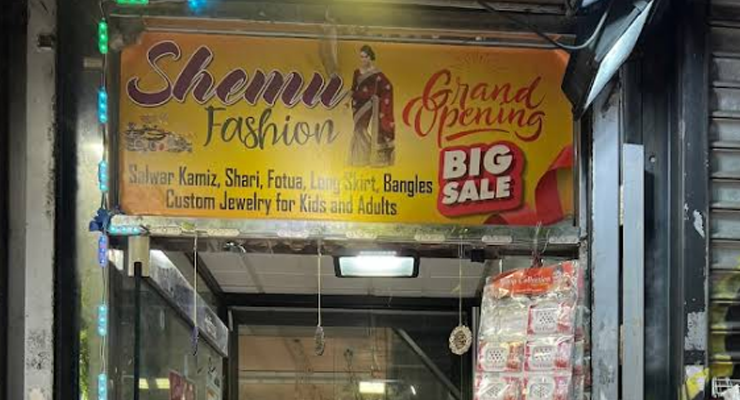 Shemu
Fashion
Grand
Opening
BIG
SALE
Salwar Kamiz, Shari, Fotua, Long Skirt, Bangles
Custom Jewelry for Kids and Adults